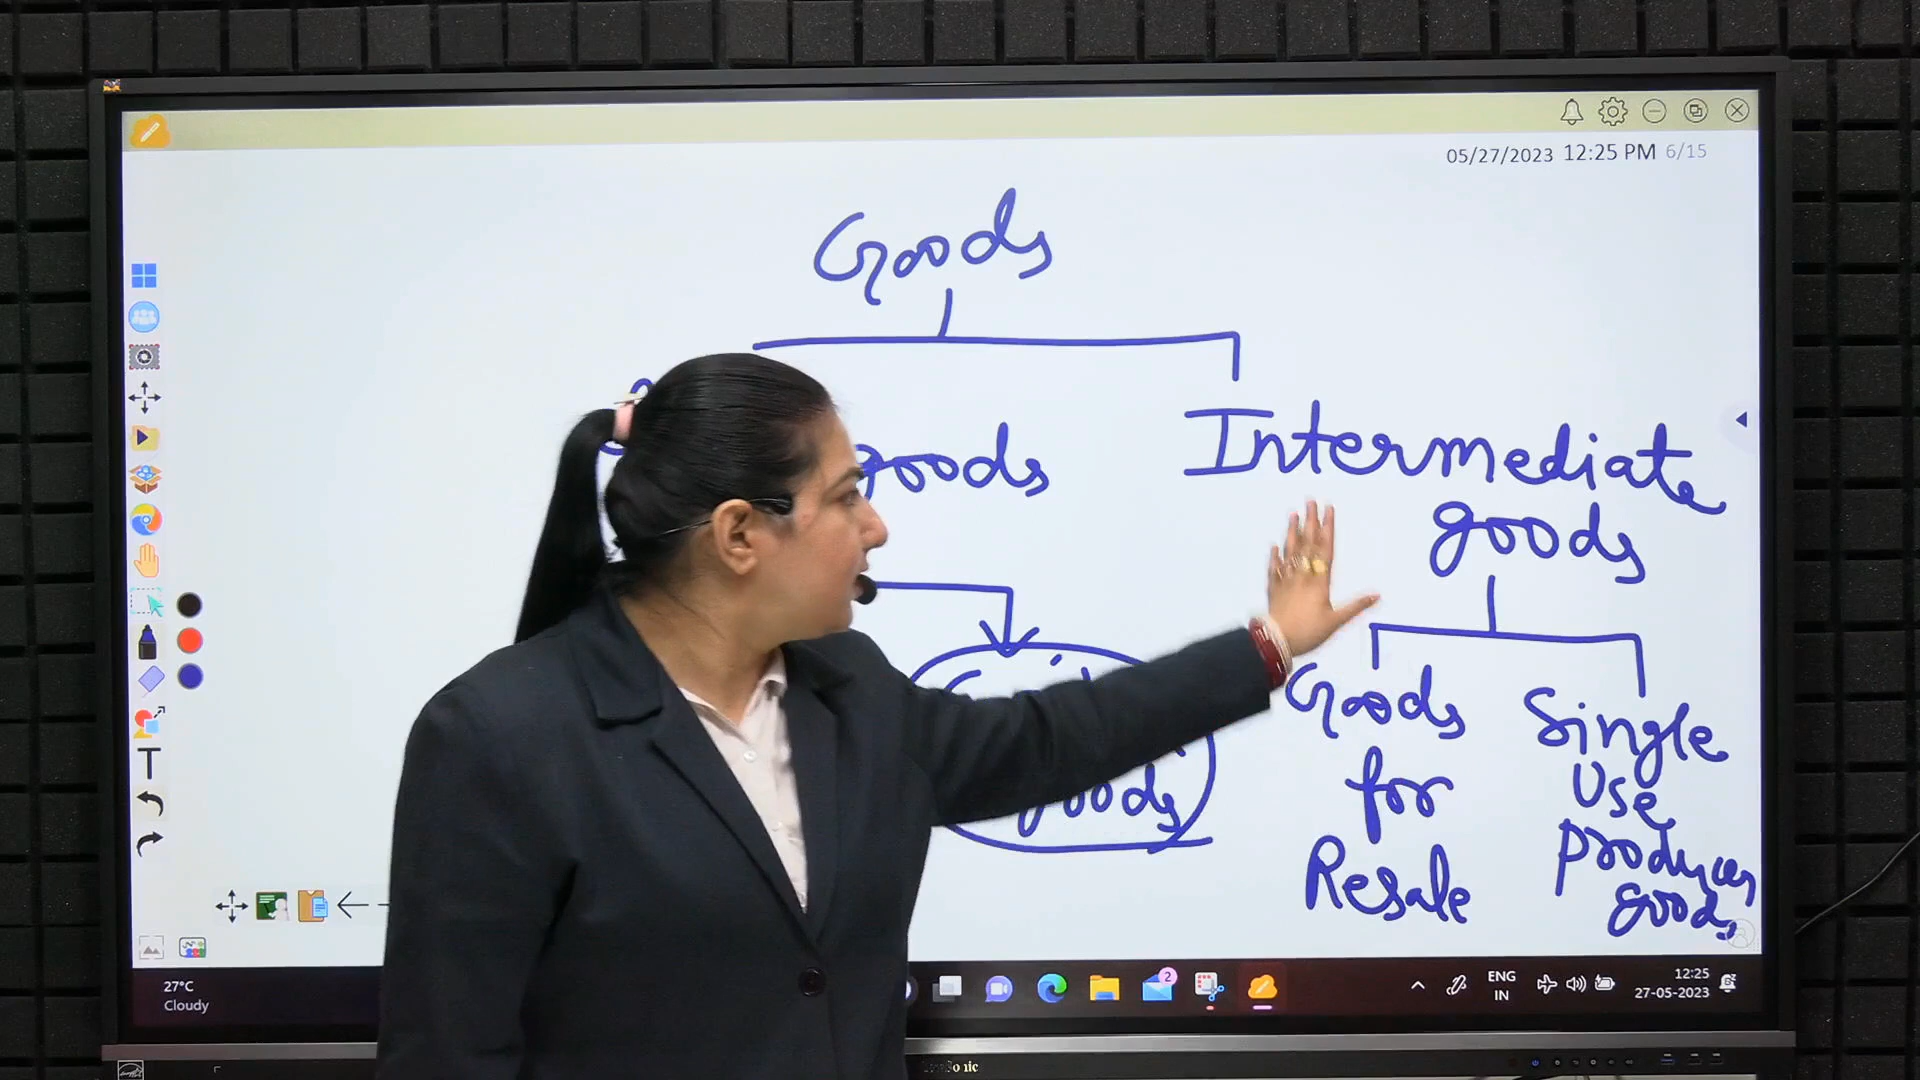 05/27/2023 12:25 PM 6/15
Goods
goods
Intermediate
goods
goods
Goods
for
Resale
Single
Use
producer
goods
T
27°C
Cloudy
2
ENG
IN
12:25
27-05-2023